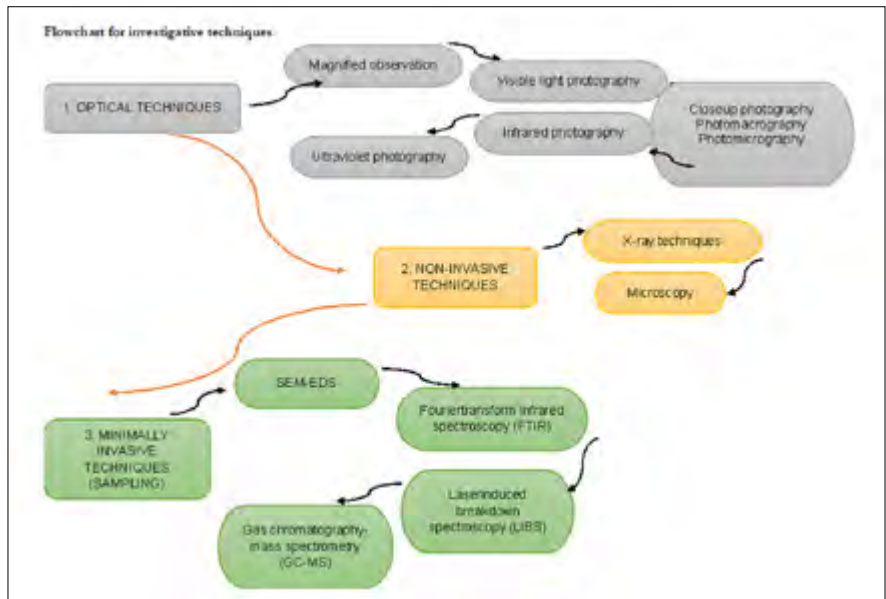 Flowchart for investigative techniques
Magnified observation
Visible light photography
1. OPTICAL TECHNIQUES
Closeup photography
Photomacrography
Photomicrography
Infrared photography
Ultraviolet photography
X-ray techniques
2. NON-INVASIVE
TECHNIQUES
Microscopy
SEM-EDS
Fouriertransform infrared
spectroscopy (FTIR)
3. MINIMALLY
INVASIVE
TECHNIQUES
(SAMPLING)
Laserinduced
breakdown
spectroscopy (LIBS)
Gas chromatography-
mass spectrometry
(GC-MS)